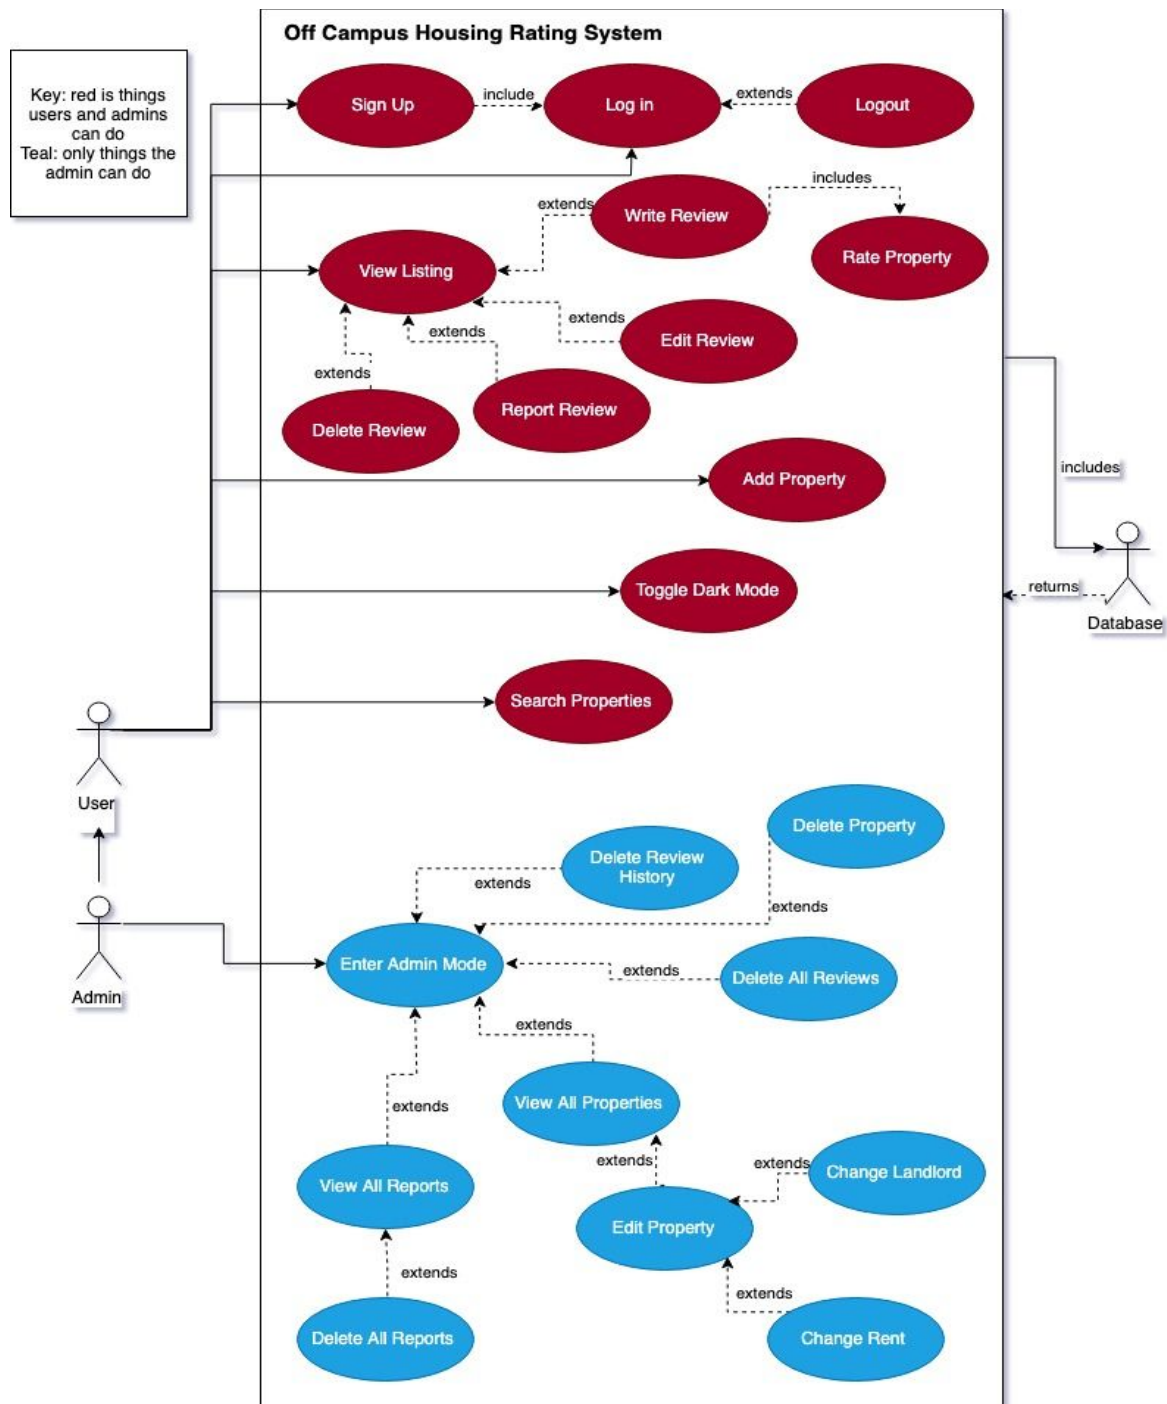 Off Campus Housing Rating System
Key: red is things
users and admins
can do
Teal: only things the
admin can do
Sign Up
include
Log in
extends
Logout
extends
Write Review
includes
Rate Property
View Listing
extends
Edit Review
extends
Report Review
extends
Delete Review
Add Property
includes
Toggle Dark Mode
returns
Database
Search Properties
User
Delete Property
Delete Review
History
extends
extends
Enter Admin Mode
extends
Delete All Reviews
Admin
extends
View All Properties
extends
extends
extends
Change Landlord
View All Reports
Edit Property
extends
extends
Delete All Reports
Change Rent